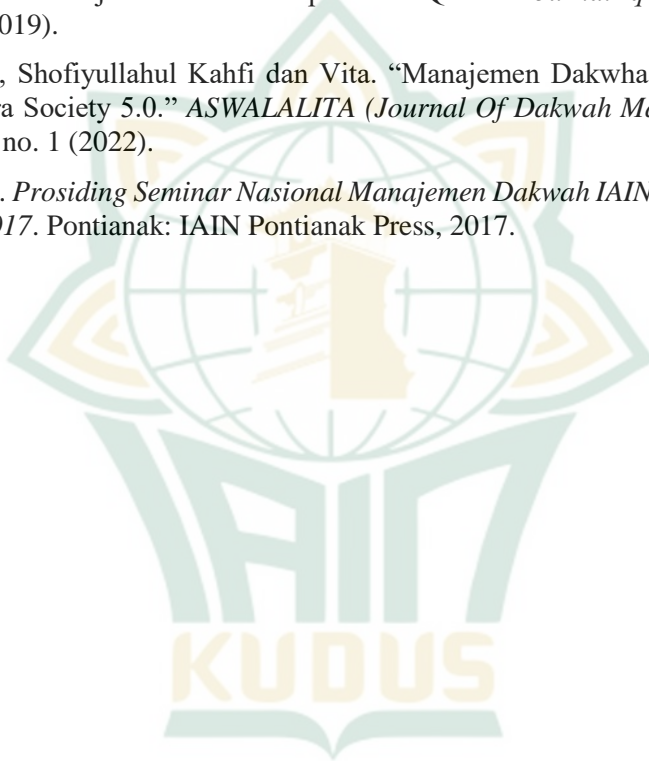 019).
, Shofiyullahul Kahfi dan Vita. “Manajemen Dakwha
a Society 5.0.” ASWALALITA (Journal Of Dakwah Ma
no. 1 (2022).
. Prosiding Seminar Nasional Manajemen Dakwah IAIN
017. Pontianak: IAIN Pontianak Press, 2017.
IAIN
KUDUS